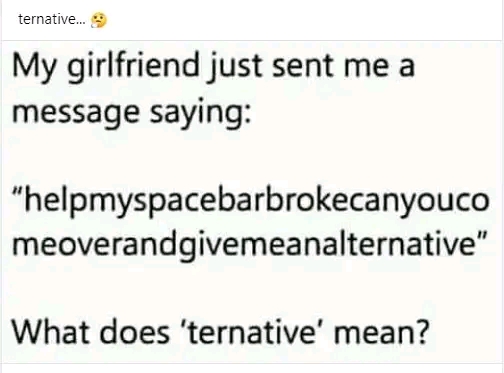 ternative... 🤔
My girlfriend just sent me a
message saying:
"helpmyspacebarbrokecanyouco
meoverandgivemeanalternative"
What does 'ternative' mean?